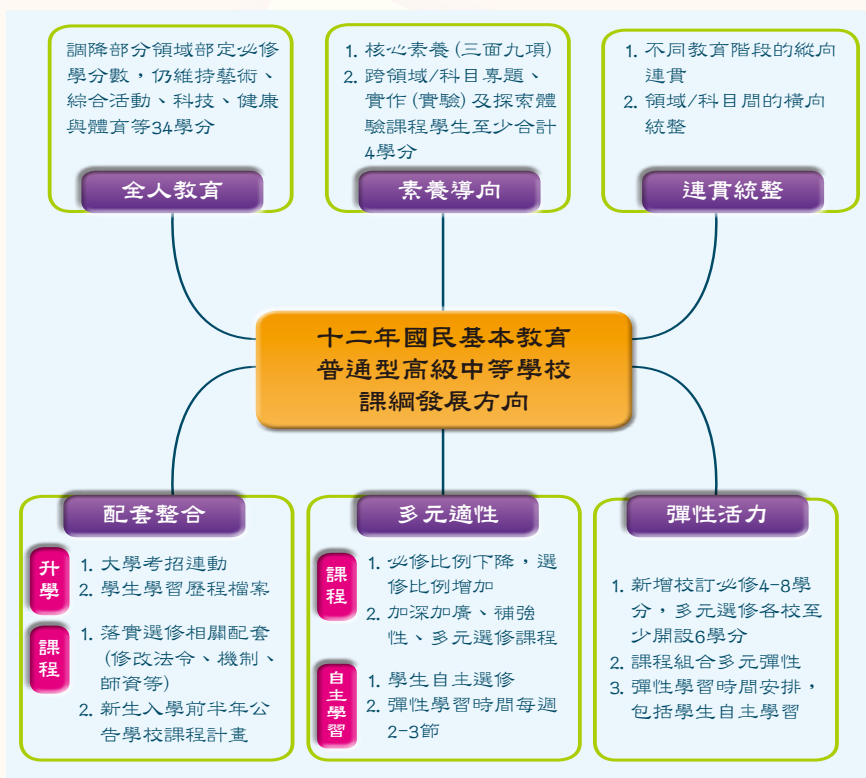 調降部分領域部定必修
學分數，仍維持藝術、
綜合活動、科技、健康
與體育等34學分
全人教育
1. 核心素養(三面九項)
2. 跨領域/科目專題、
實作(實驗)及探索體
驗課程學生至少合計
4學分
素養導向
1. 不同教育階段的縱向
連貫
2. 領域/科目間的橫向
統整
連貫統整
十二年國民基本教育
普通型高級中等學校
課綱發展方向
配套整合
升學
1. 大學考招連動
2. 學生學習歷程檔案
課程
1. 落實選修相關配套
(修改法令、機制、
師資等)
2. 新生入學前半年公
告學校課程計畫
多元適性
課程
1. 必修比例下降，選
修比例增加
2. 加深加廣、補強
性、多元選修課程
自主學習
1. 學生自主選修
2. 彈性學習時間每週
2-3節
彈性活力
1. 新增校訂必修4-8學
分，多元選修各校至
少開設6學分
2. 課程組合多元彈性
3. 彈性學習時間安排，
包括學生自主學習